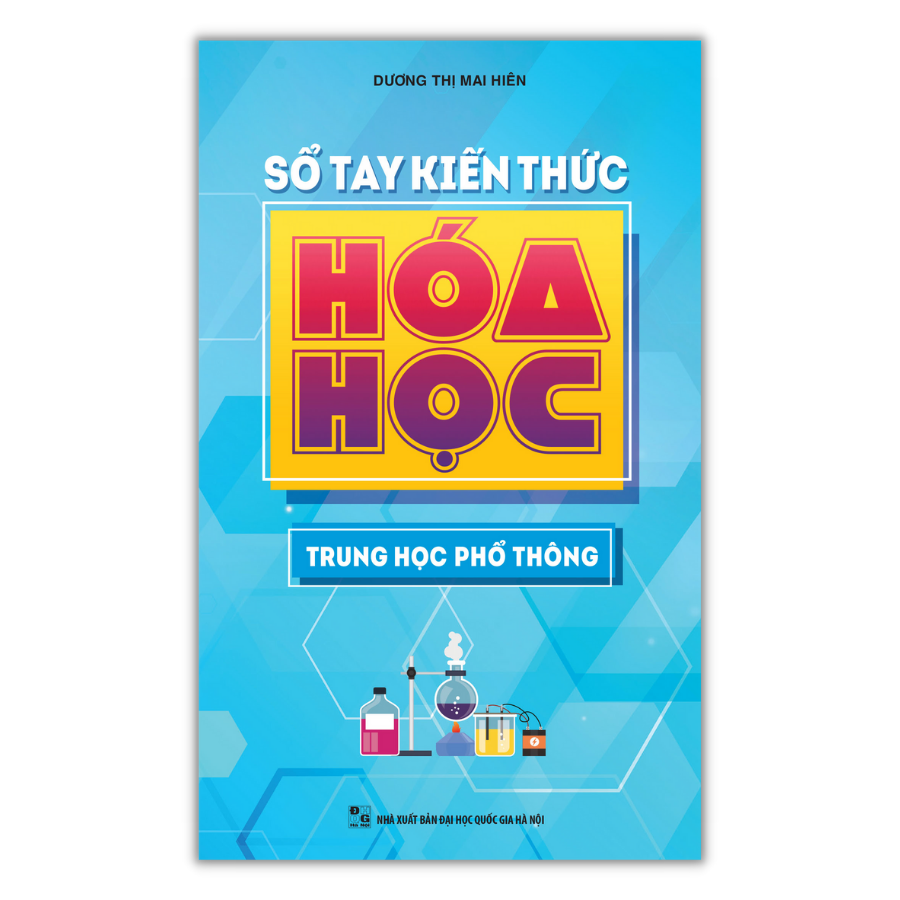 DƯƠNG THỊ MAI HIÊN
SỔ TAY KIẾN THỨC
HÓA
HỌC
TRUNG HỌC PHỔ THÔNG
NHÀ XUẤT BẢN ĐẠI HỌC QUỐC GIA HÀ NỘI